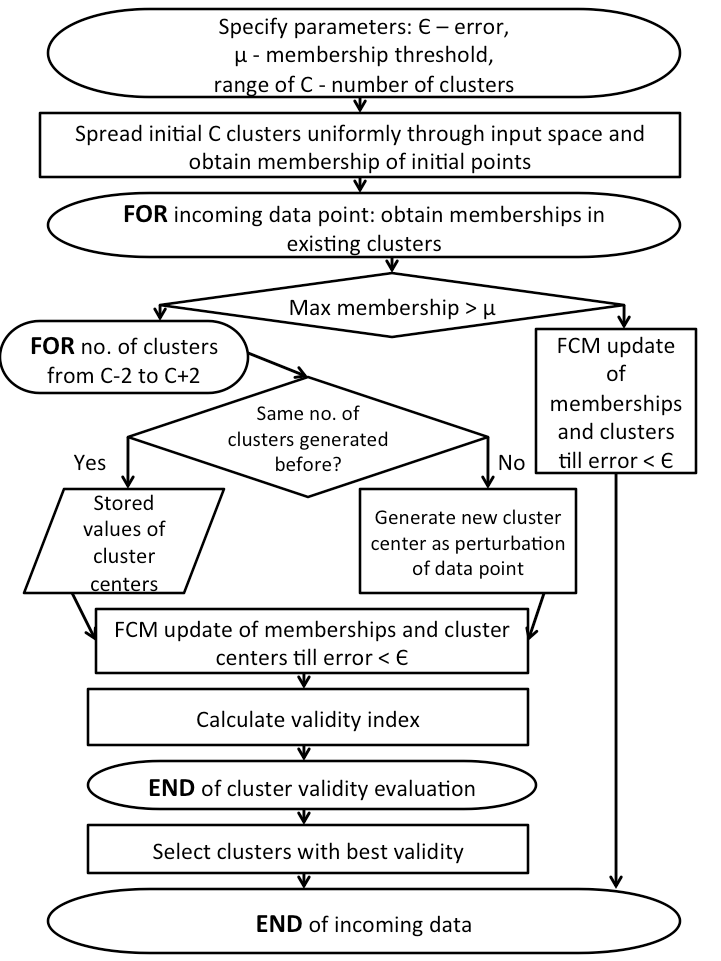 Specify parameters: Є – error,
μ - membership threshold,
range of C - number of clusters
Spread initial C clusters uniformly through input space and
obtain membership of initial points
FOR incoming data point: obtain memberships in
existing clusters
Max membership > μ
FOR no. of clusters
from C-2 to C+2
FCM update
of
memberships
and clusters
till error < Є
Same no. of
clusters generated
before?
Yes
No
Stored
values of
cluster
centers
Generate new cluster
center as perturbation
of data point
FCM update of memberships and cluster
centers till error < Є
Calculate validity index
END of cluster validity evaluation
Select clusters with best validity
END of incoming data